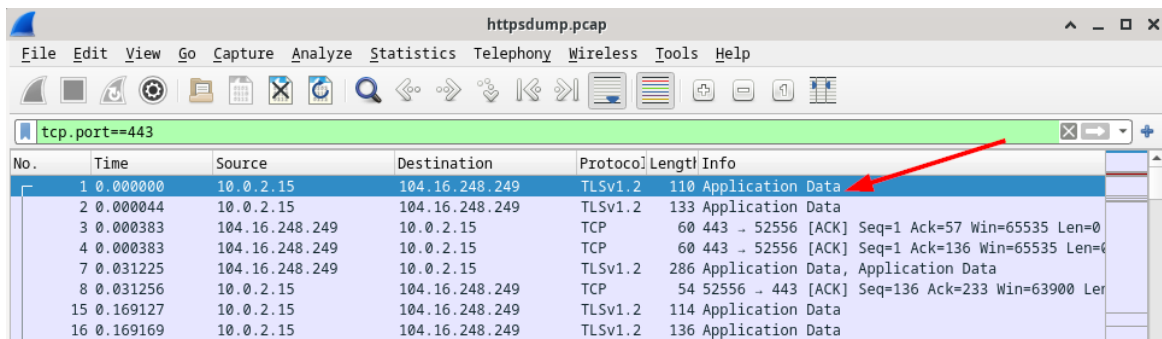 httpsdump.pcap
File Edit View Go Capture Analyze Statistics Telephony Wireless Tools Help
tcp.port==443
No. Time Source Destination Protocol Length Info
1 0.000000 10.0.2.15 104.16.248.249 TLSv1.2 110 Application Data
2 0.000044 10.0.2.15 104.16.248.249 TLSv1.2 133 Application Data
3 0.000383 104.16.248.249 10.0.2.15 TCP 60 443 → 52556 [ACK] Seq=1 Ack=57 Win=65535 Len=0
4 0.000383 104.16.248.249 10.0.2.15 TCP 60 443 → 52556 [ACK] Seq=1 Ack=136 Win=65535 Len=0
7 0.031225 104.16.248.249 10.0.2.15 TLSv1.2 286 Application Data, Application Data
8 0.031256 10.0.2.15 104.16.248.249 TCP 54 52556 → 443 [ACK] Seq=136 Ack=233 Win=63900 Len
15 0.169127 10.0.2.15 104.16.248.249 TLSv1.2 114 Application Data
16 0.169169 10.0.2.15 104.16.248.249 TLSv1.2 136 Application Data